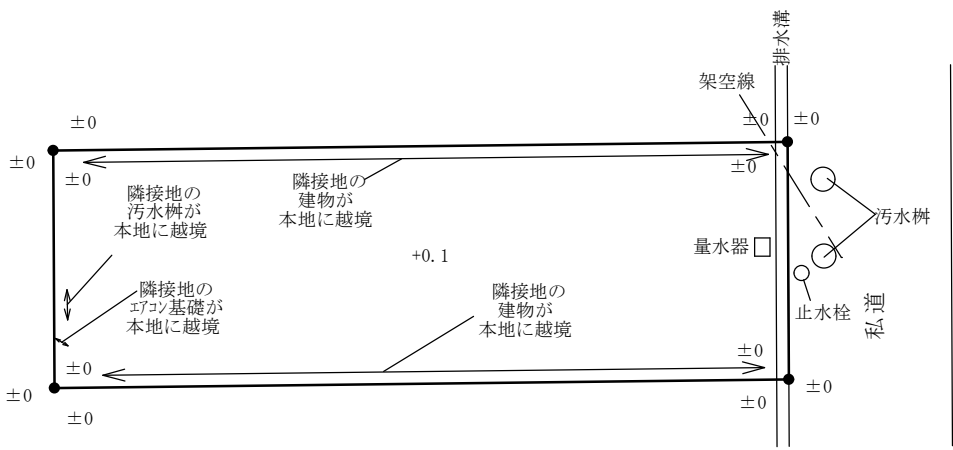 排水溝
架空線
±0
±0
±0
±0
±0
±0
隣接地の
汚水桝が
本地に越境
隣接地の
建物が
本地に越境
汚水桝
量水器
+0.1
隣接地の
エアコン基礎が
本地に越境
隣接地の
建物が
本地に越境
止水栓
私道
±0
±0
±0
±0
±0
±0